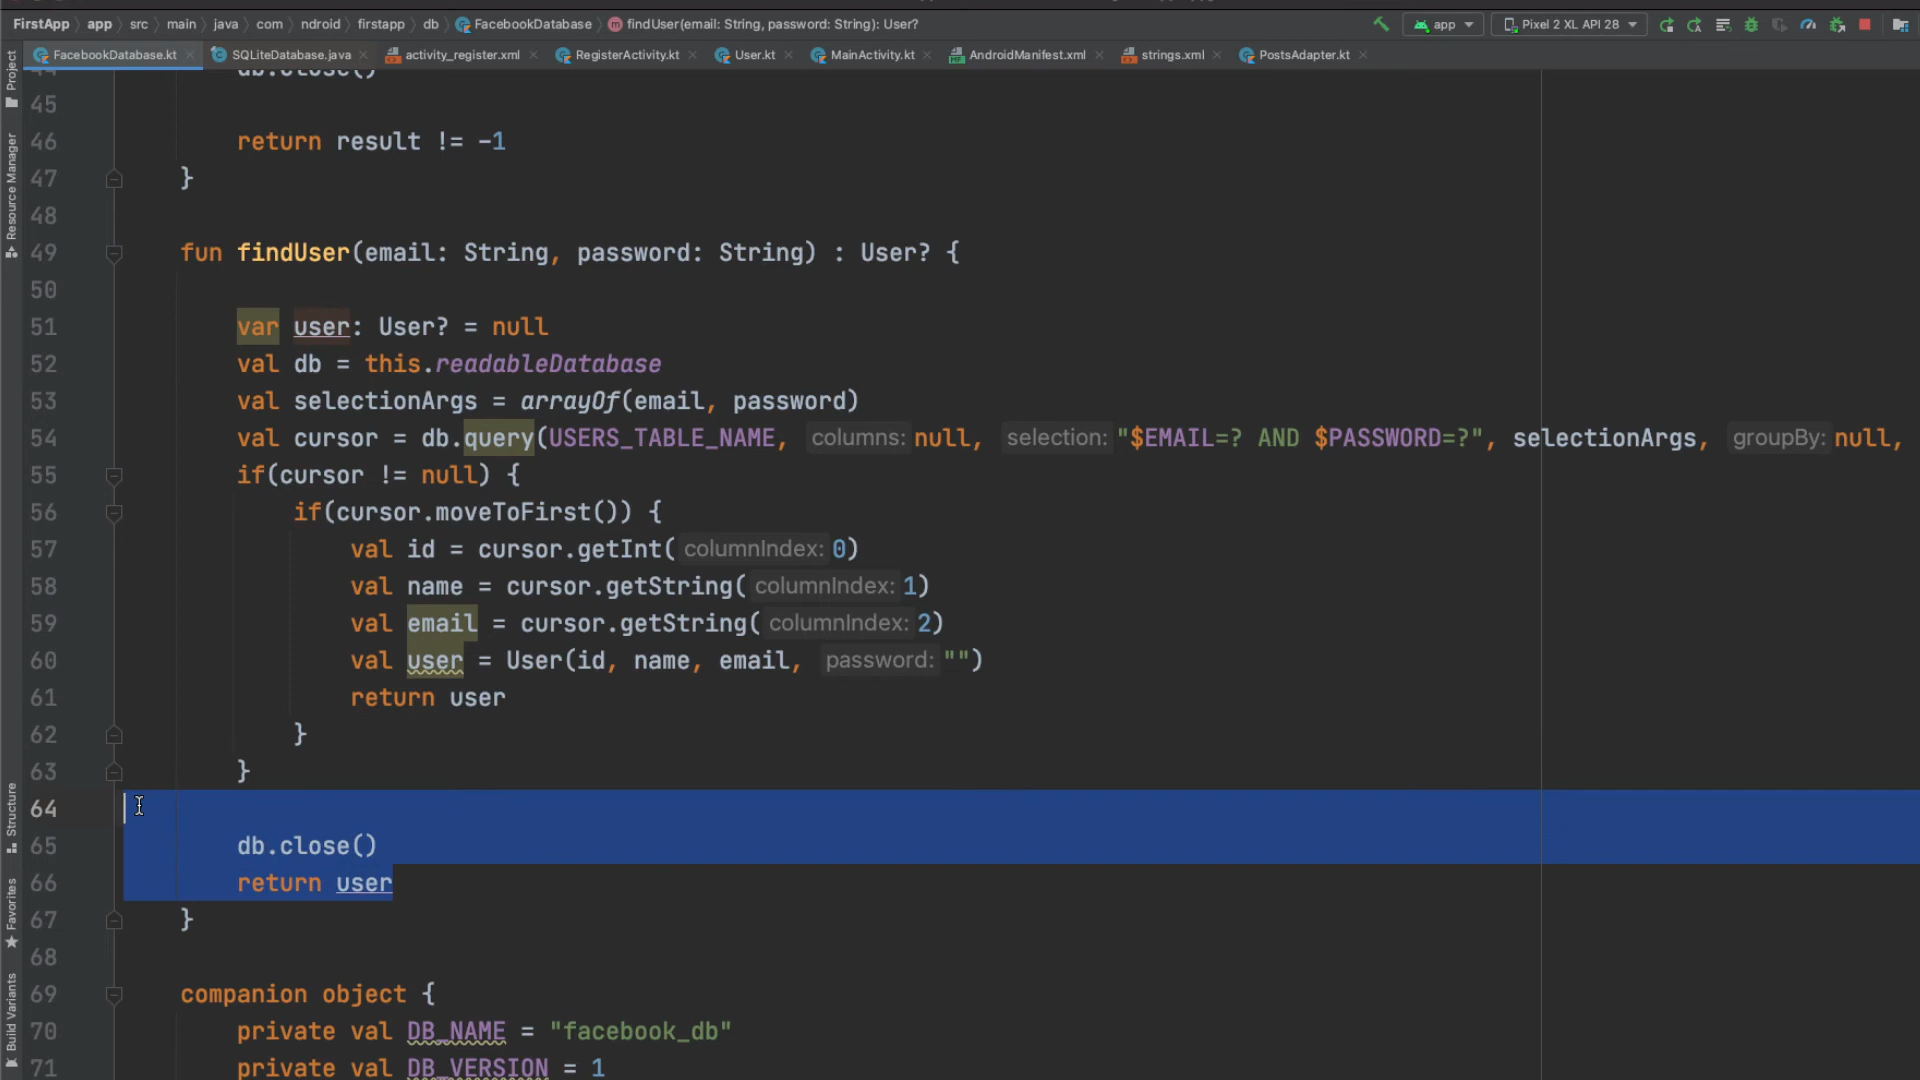 FirstApp app src main java com ndroid firstapp db FacebookDatabase findUser(email: String, password: String): User? app Pixel 2 XL API 28
FacebookDatabase.kt SQLiteDatabase.java activity_register.xml RegisterActivity.kt User.kt MainActivity.kt AndroidManifest.xml strings.xml PostsAdapter.kt
Project
Resource Manager
Structure
Favorites
Build Variants
44 db.close()
45
46 return result != -1
47 }
48
49 fun findUser(email: String, password: String) : User? {
50
51 var user: User? = null
52 val db = this.readableDatabase
53 val selectionArgs = arrayOf(email, password)
54 val cursor = db.query(USERS_TABLE_NAME, columns: null, selection: "$EMAIL=? AND $PASSWORD=?", selectionArgs, groupBy: null,
55 if(cursor != null) {
56 if(cursor.moveToFirst()) {
57 val id = cursor.getInt( columnIndex: 0)
58 val name = cursor.getString( columnIndex: 1)
59 val email = cursor.getString( columnIndex: 2)
60 val user = User(id, name, email, password: "")
61 return user
62 }
63 }
64
65 db.close()
66 return user
67 }
68
69 companion object {
70 private val DB_NAME = "facebook_db"
71 private val DB_VERSION = 1